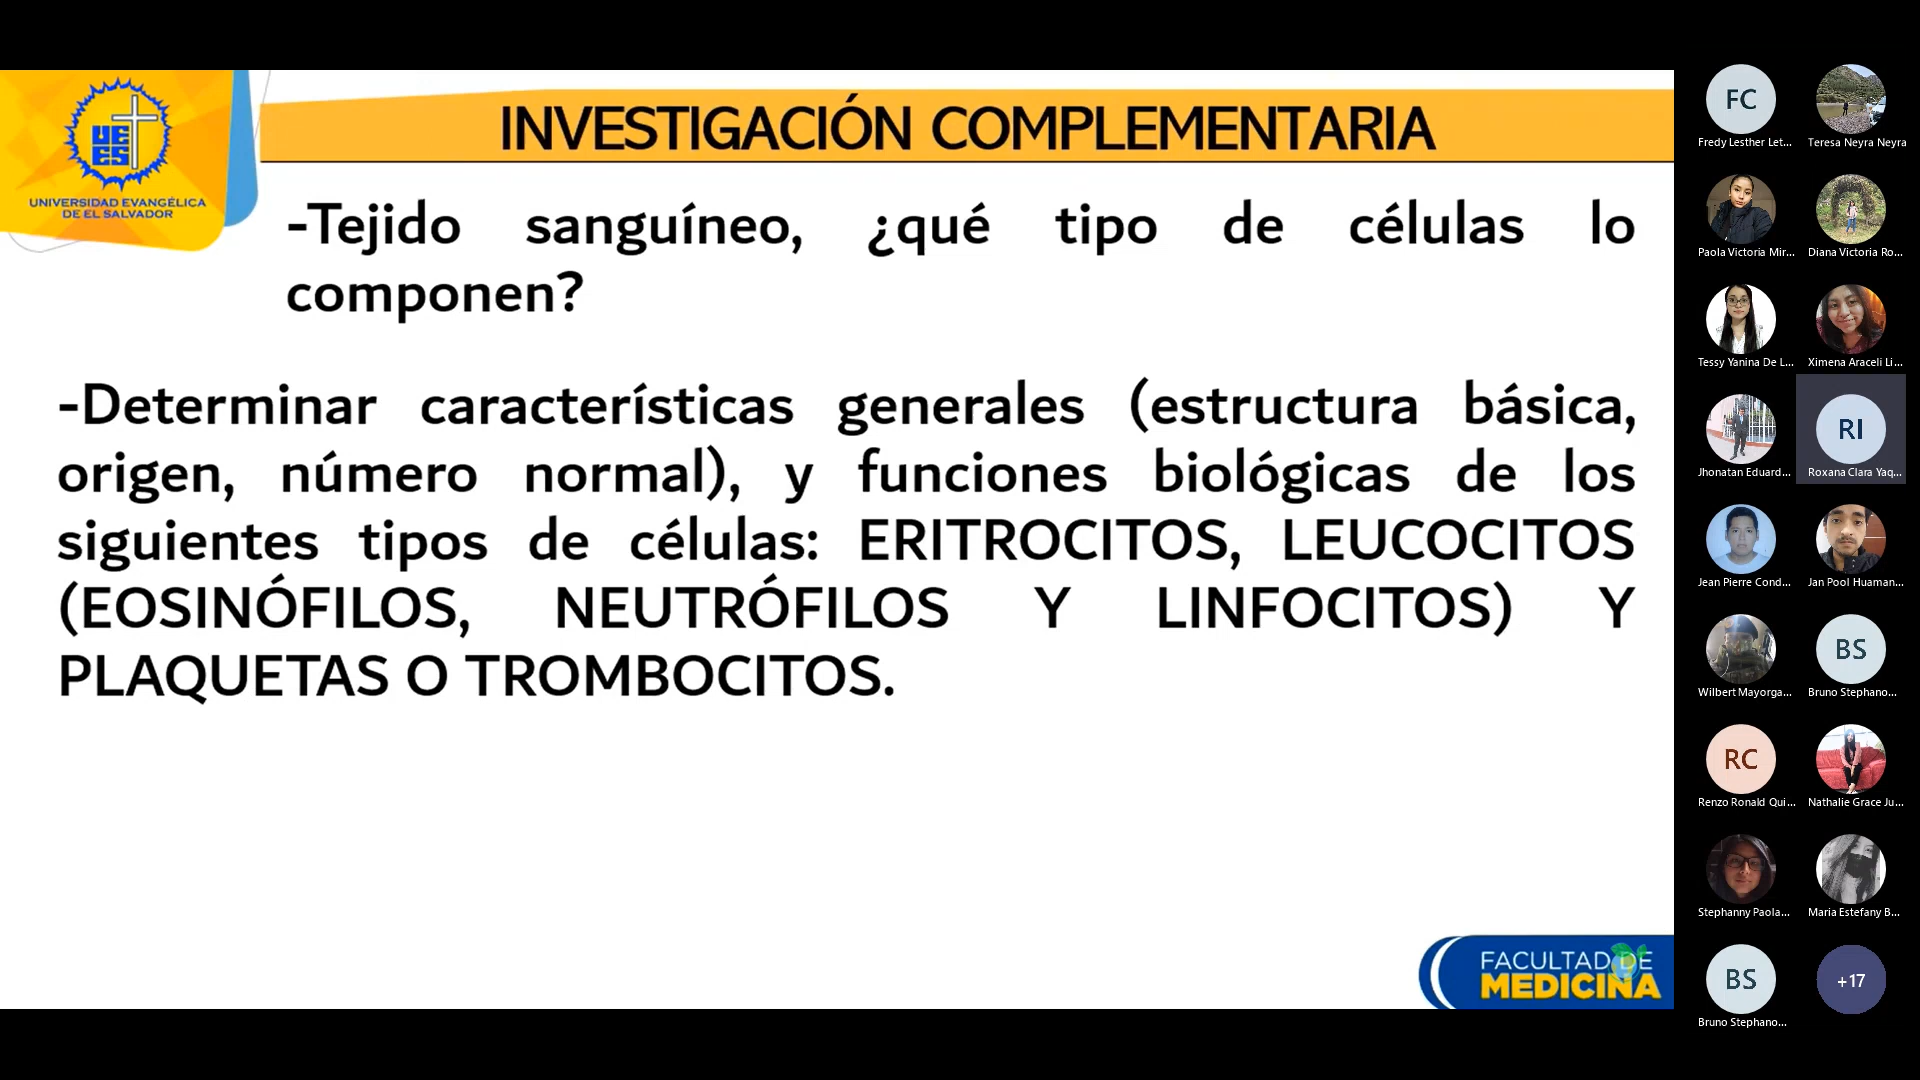 INVESTIGACIÓN COMPLEMENTARIA
UEES
UNIVERSIDAD EVANGÉLICA
DE EL SALVADOR
-Tejido sanguíneo, ¿qué tipo de células lo
componen?
-Determinar características generales (estructura básica,
origen, número normal), y funciones biológicas de los
siguientes tipos de células: ERITROCITOS, LEUCOCITOS
(EOSINÓFILOS, NEUTRÓFILOS Y LINFOCITOS) Y
PLAQUETAS O TROMBOCITOS.
FACULTAD DE
MEDICINA
FC
Fredy Lesther Let...
Teresa Neyra Neyra
Paola Victoria Mir...
Diana Victoria Ro...
Tessy Yanina De L...
Ximena Araceli Li...
Jhonatan Eduard...
RI
Roxana Clara Yaq...
Jean Pierre Cond...
Jan Pool Huaman...
Wilbert Mayorga...
BS
Bruno Stephano...
RC
Renzo Ronald Qui...
Nathalie Grace Ju...
Stephanny Paola...
Maria Estefany B...
BS
Bruno Stephano...
+17